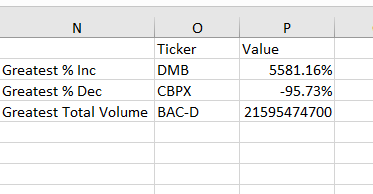 N O P
Ticker Value
Greatest % Inc DMB 5581.16%
Greatest % Dec CBPX -95.73%
Greatest Total Volume BAC-D 21595474700